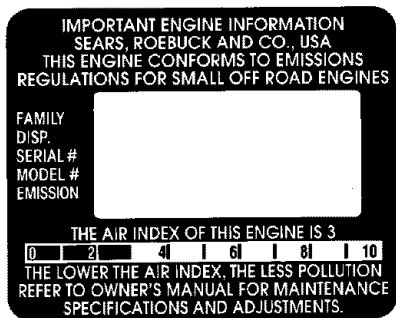 IMPORTANT ENGINE INFORMATION
SEARS, ROEBUCK AND CO., USA
THIS ENGINE CONFORMS TO EMISSIONS
REGULATIONS FOR SMALL OFF ROAD ENGINES
FAMILY
DISP.
SERIAL #
MODEL #
EMISSION
THE AIR INDEX OF THIS ENGINE IS 3
0 2 4 6 8 10
THE LOWER THE AIR INDEX, THE LESS POLLUTION
REFER TO OWNER'S MANUAL FOR MAINTENANCE
SPECIFICATIONS AND ADJUSTMENTS.